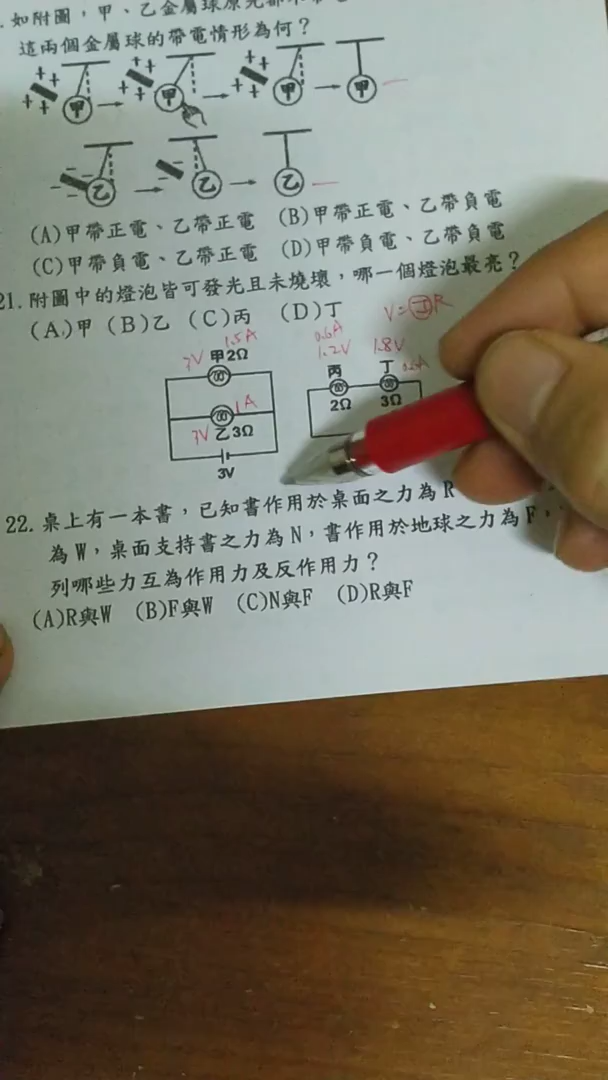 .如附圖,甲、乙金屬球原先都不帶電
這兩個金屬球的帶電情形為何?
甲 甲 甲 甲
乙 乙 乙
(A)甲帶正電、乙帶正電 (B)甲帶正電、乙帶負電
(C)甲帶負電、乙帶正電 (D)甲帶負電、乙帶負電
21.附圖中的燈泡皆可發光且未燒壞,哪一個燈泡最亮?
(A)甲 (B)乙 (C)丙 (D)丁 V=IR
1.5A 0.6A
3V 甲2Ω 1.2V 1.8V
丙 丁 0.6A
1A 2Ω 3Ω
3V 乙3Ω
3V
22.桌上有一本書,已知書作用於桌面之力為R
為W,桌面支持書之力為N,書作用於地球之力為F,
列哪些力互為作用力及反作用力?
(A)R與W (B)F與W (C)N與F (D)R與F